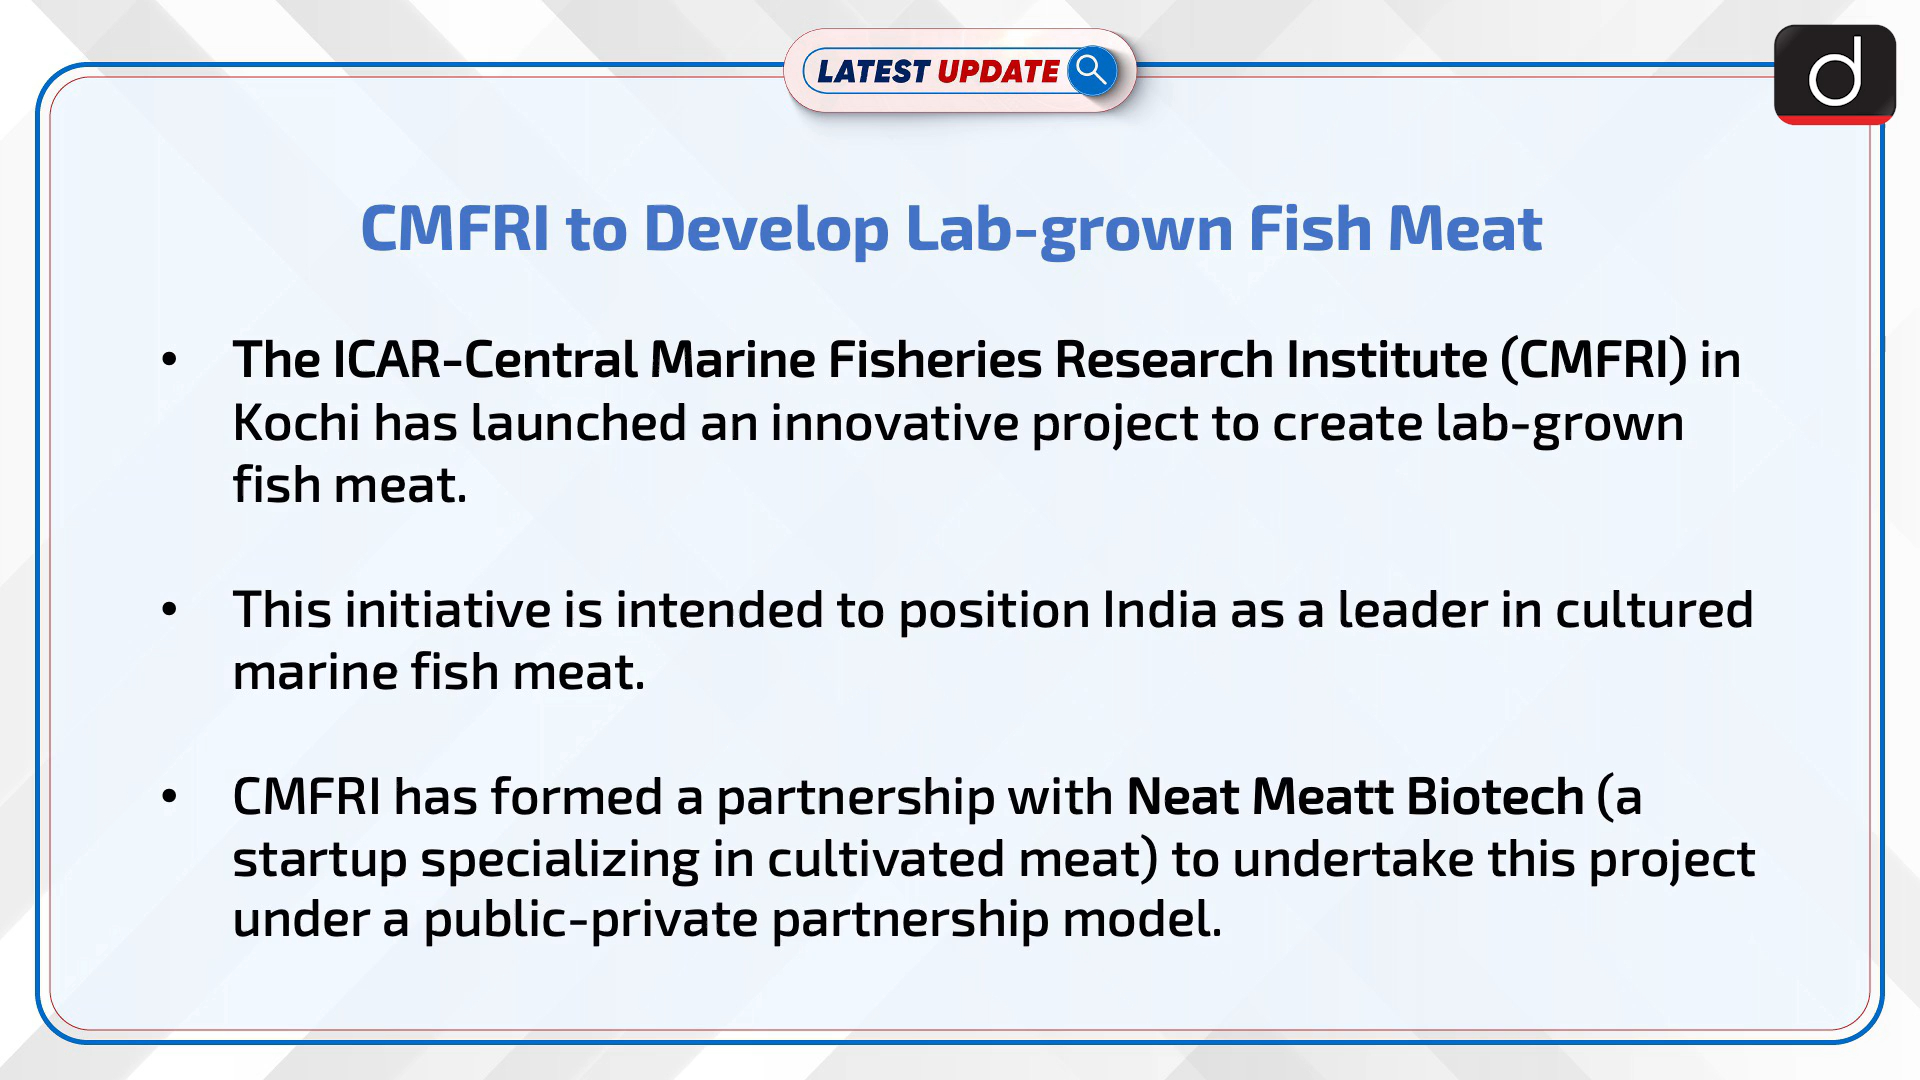 LATEST UPDATE
d
CMFRI to Develop Lab-grown Fish Meat
• The ICAR-Central Marine Fisheries Research Institute (CMFRI) in
Kochi has launched an innovative project to create lab-grown
fish meat.
• This initiative is intended to position India as a leader in cultured
marine fish meat.
• CMFRI has formed a partnership with Neat Meatt Biotech (a
startup specializing in cultivated meat) to undertake this project
under a public-private partnership model.